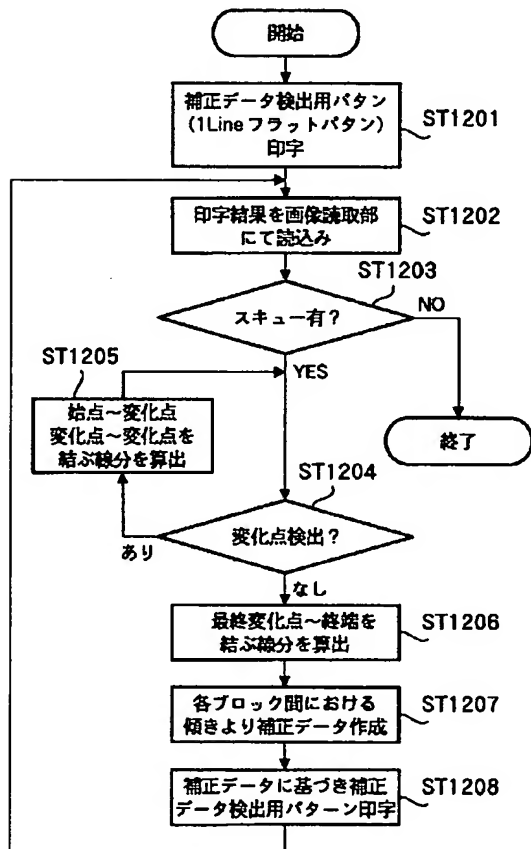 開始
補正データ検出用パタン
(1Lineフラットパタン)
印字
ST1201
印字結果を画像読取部
にて読込み
ST1202
ST1203
スキュー有?
NO
YES
終了
ST1205
始点～変化点
変化点～変化点を
結ぶ線分を算出
ST1204
変化点検出?
あり
なし
最終変化点～終端を
結ぶ線分を算出
ST1206
各ブロック間における
傾きより補正データ作成
ST1207
補正データに基づき補正
データ検出用パターン印字
ST1208